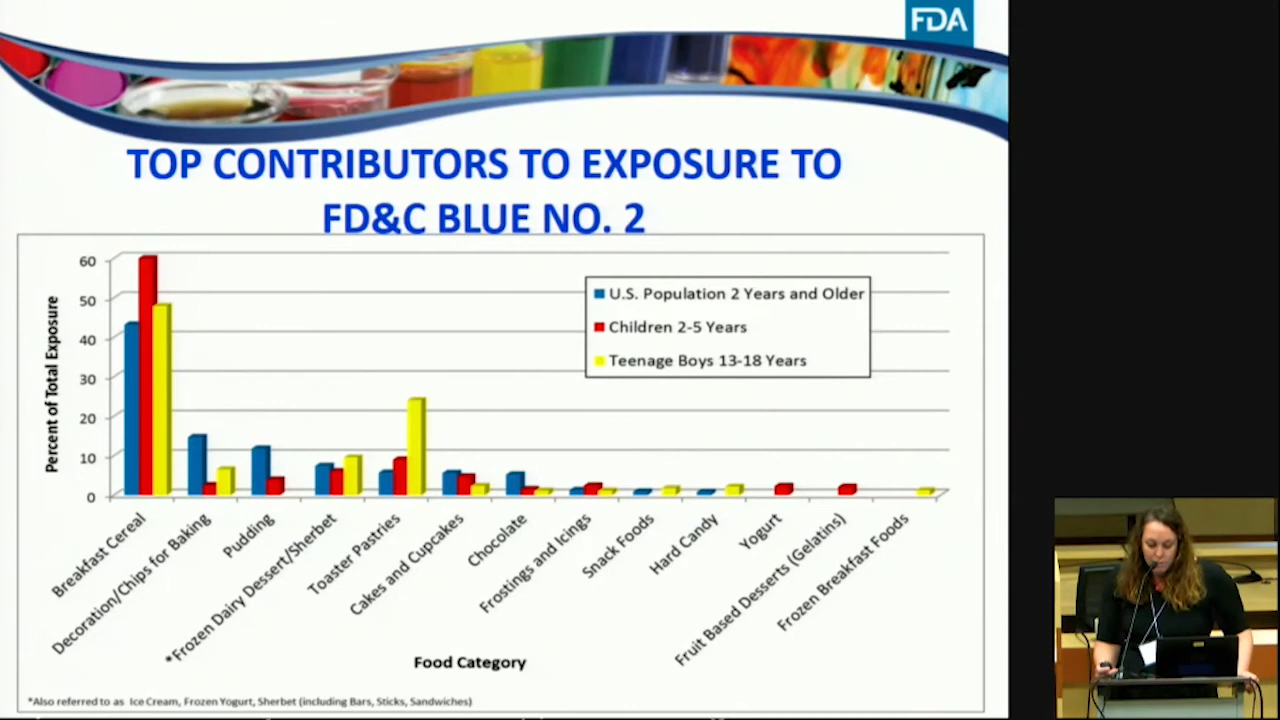 FDA
TOP CONTRIBUTORS TO EXPOSURE TO
FD&C BLUE NO. 2
Percent of Total Exposure
60
50
40
30
20
10
0
U.S. Population 2 Years and Older
Children 2-5 Years
Teenage Boys 13-18 Years
Breakfast Cereal
Decoration/Chips for Baking
Pudding
*Frozen Dairy Dessert/Sherbet
Toaster Pastries
Cakes and Cupcakes
Chocolate
Frostings and Icings
Snack Foods
Hard Candy
Yogurt
Fruit Based Desserts (Gelatins)
Frozen Breakfast Foods
Food Category
*Also referred to as Ice Cream, Frozen Yogurt, Sherbet (including Bars, Sticks, Sandwiches)